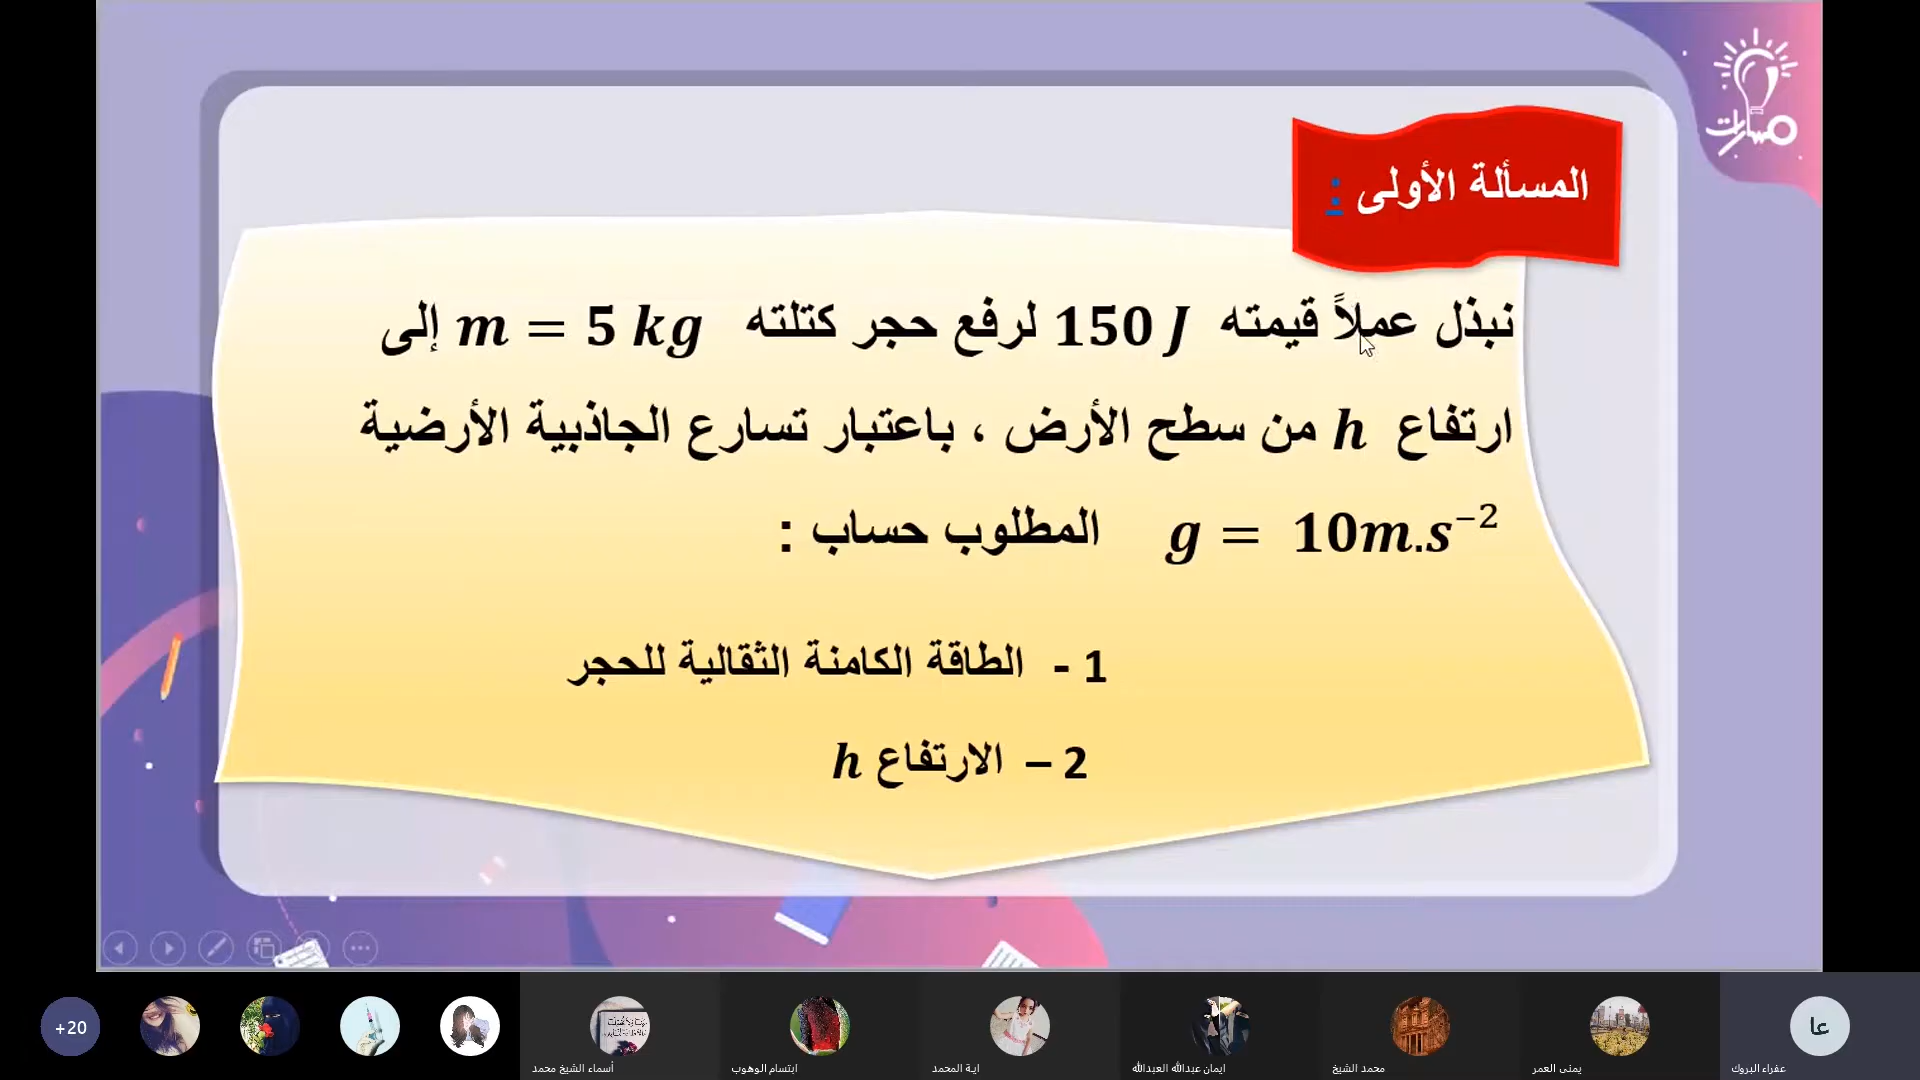 مسارات
المسألة الأولى :
نبذل عملاً قيمته 150 J لرفع حجر كتلته m = 5 kg إلى
ارتفاع h من سطح الأرض ، باعتبار تسارع الجاذبية الأرضية
g = 10m.s⁻² المطلوب حساب :
1 - الطاقة الكامنة الثقالية للحجر
2 – الارتفاع h
+20
أسماء الشيخ محمد
ابتسام الوهوب
اية المحمد
ايمان عبدالله العبدالله
محمد الشيخ
يمنى العمر
عا
عفراء البروك